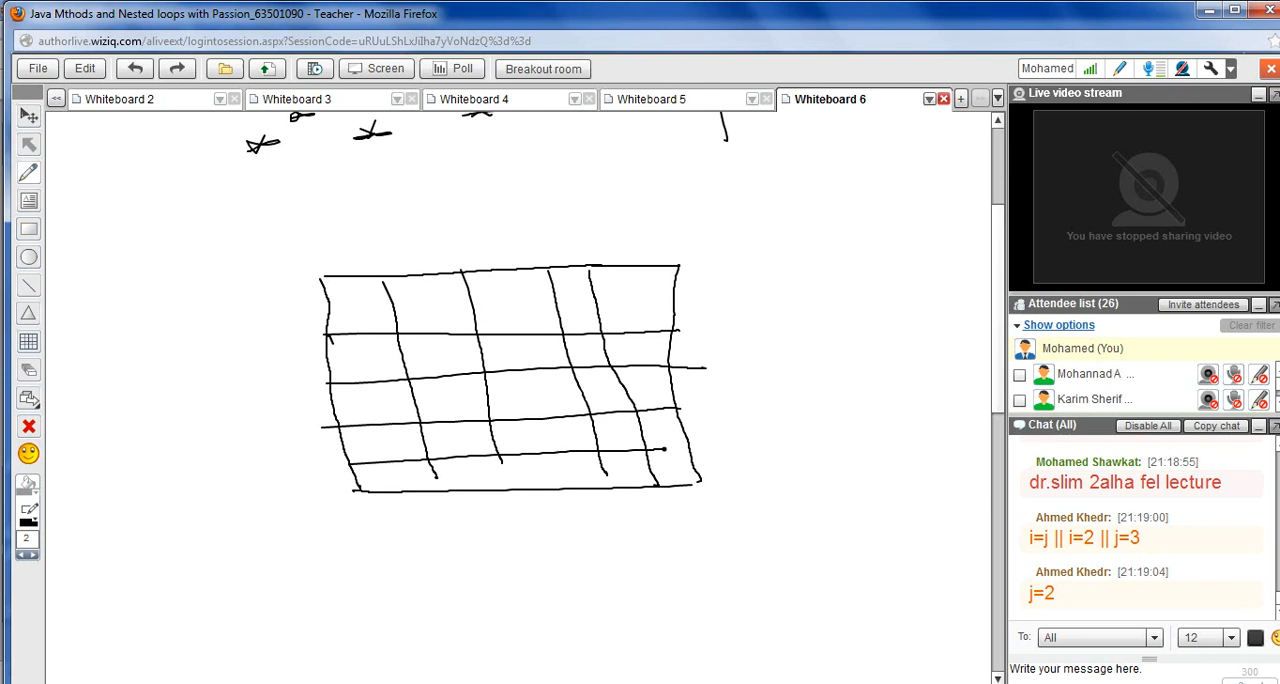 Java Mthods and Nested loops with Passion_63501090 - Teacher - Mozilla Firefox
authorlive.wiziq.com/aliveext/logintosession.aspx?SessionCode=uRUuLShLxJiIha7yVoNdzQ%3d%3d
File Edit Screen Poll Breakout room Mohamed
Whiteboard 2 Whiteboard 3 Whiteboard 4 Whiteboard 5 Whiteboard 6
Live video stream
You have stopped sharing video
Attendee list (26) Invite attendees
Show options Clear filter
Mohamed (You)
Mohannad A ...
Karim Sherif ...
Chat (All) Disable All Copy chat
Mohamed Shawkat: [21:18:55]
dr.slim 2alha fel lecture
Ahmed Khedr: [21:19:00]
i=j || i=2 || j=3
Ahmed Khedr: [21:19:04]
j=2
2
To: All 12
Write your message here.
300